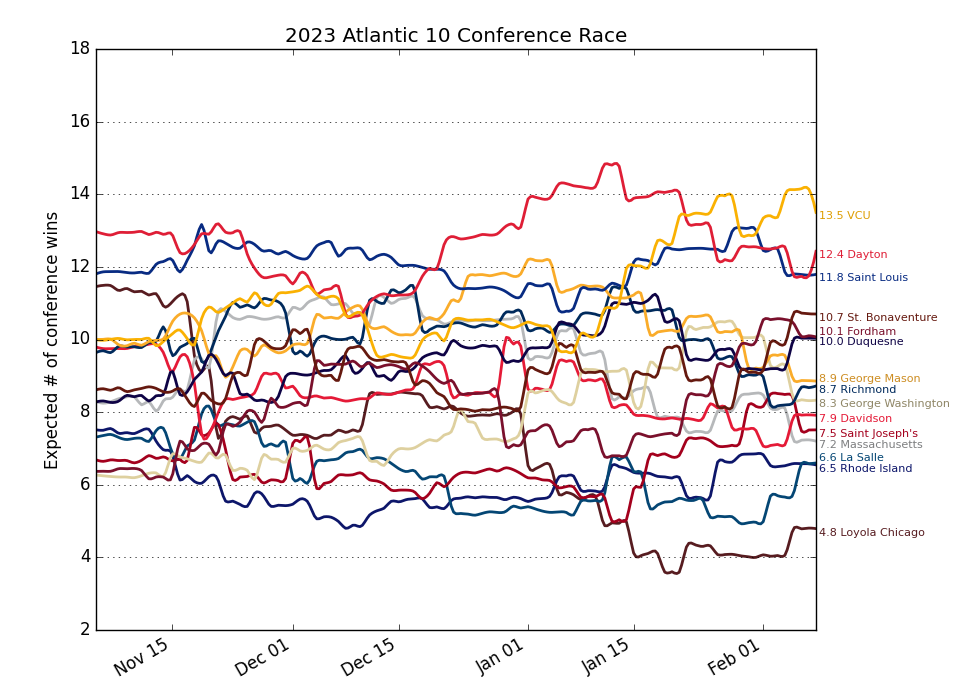 2023 Atlantic 10 Conference Race
Expected # of conference wins
18
16
14
12
10
8
6
4
2
Nov 15
Dec 01
Dec 15
Jan 01
Jan 15
Feb 01
13.5 VCU
12.4 Dayton
11.8 Saint Louis
10.7 St. Bonaventure
10.1 Fordham
10.0 Duquesne
8.9 George Mason
8.7 Richmond
8.3 George Washington
7.9 Davidson
7.5 Saint Joseph's
7.2 Massachusetts
6.6 La Salle
6.5 Rhode Island
4.8 Loyola Chicago